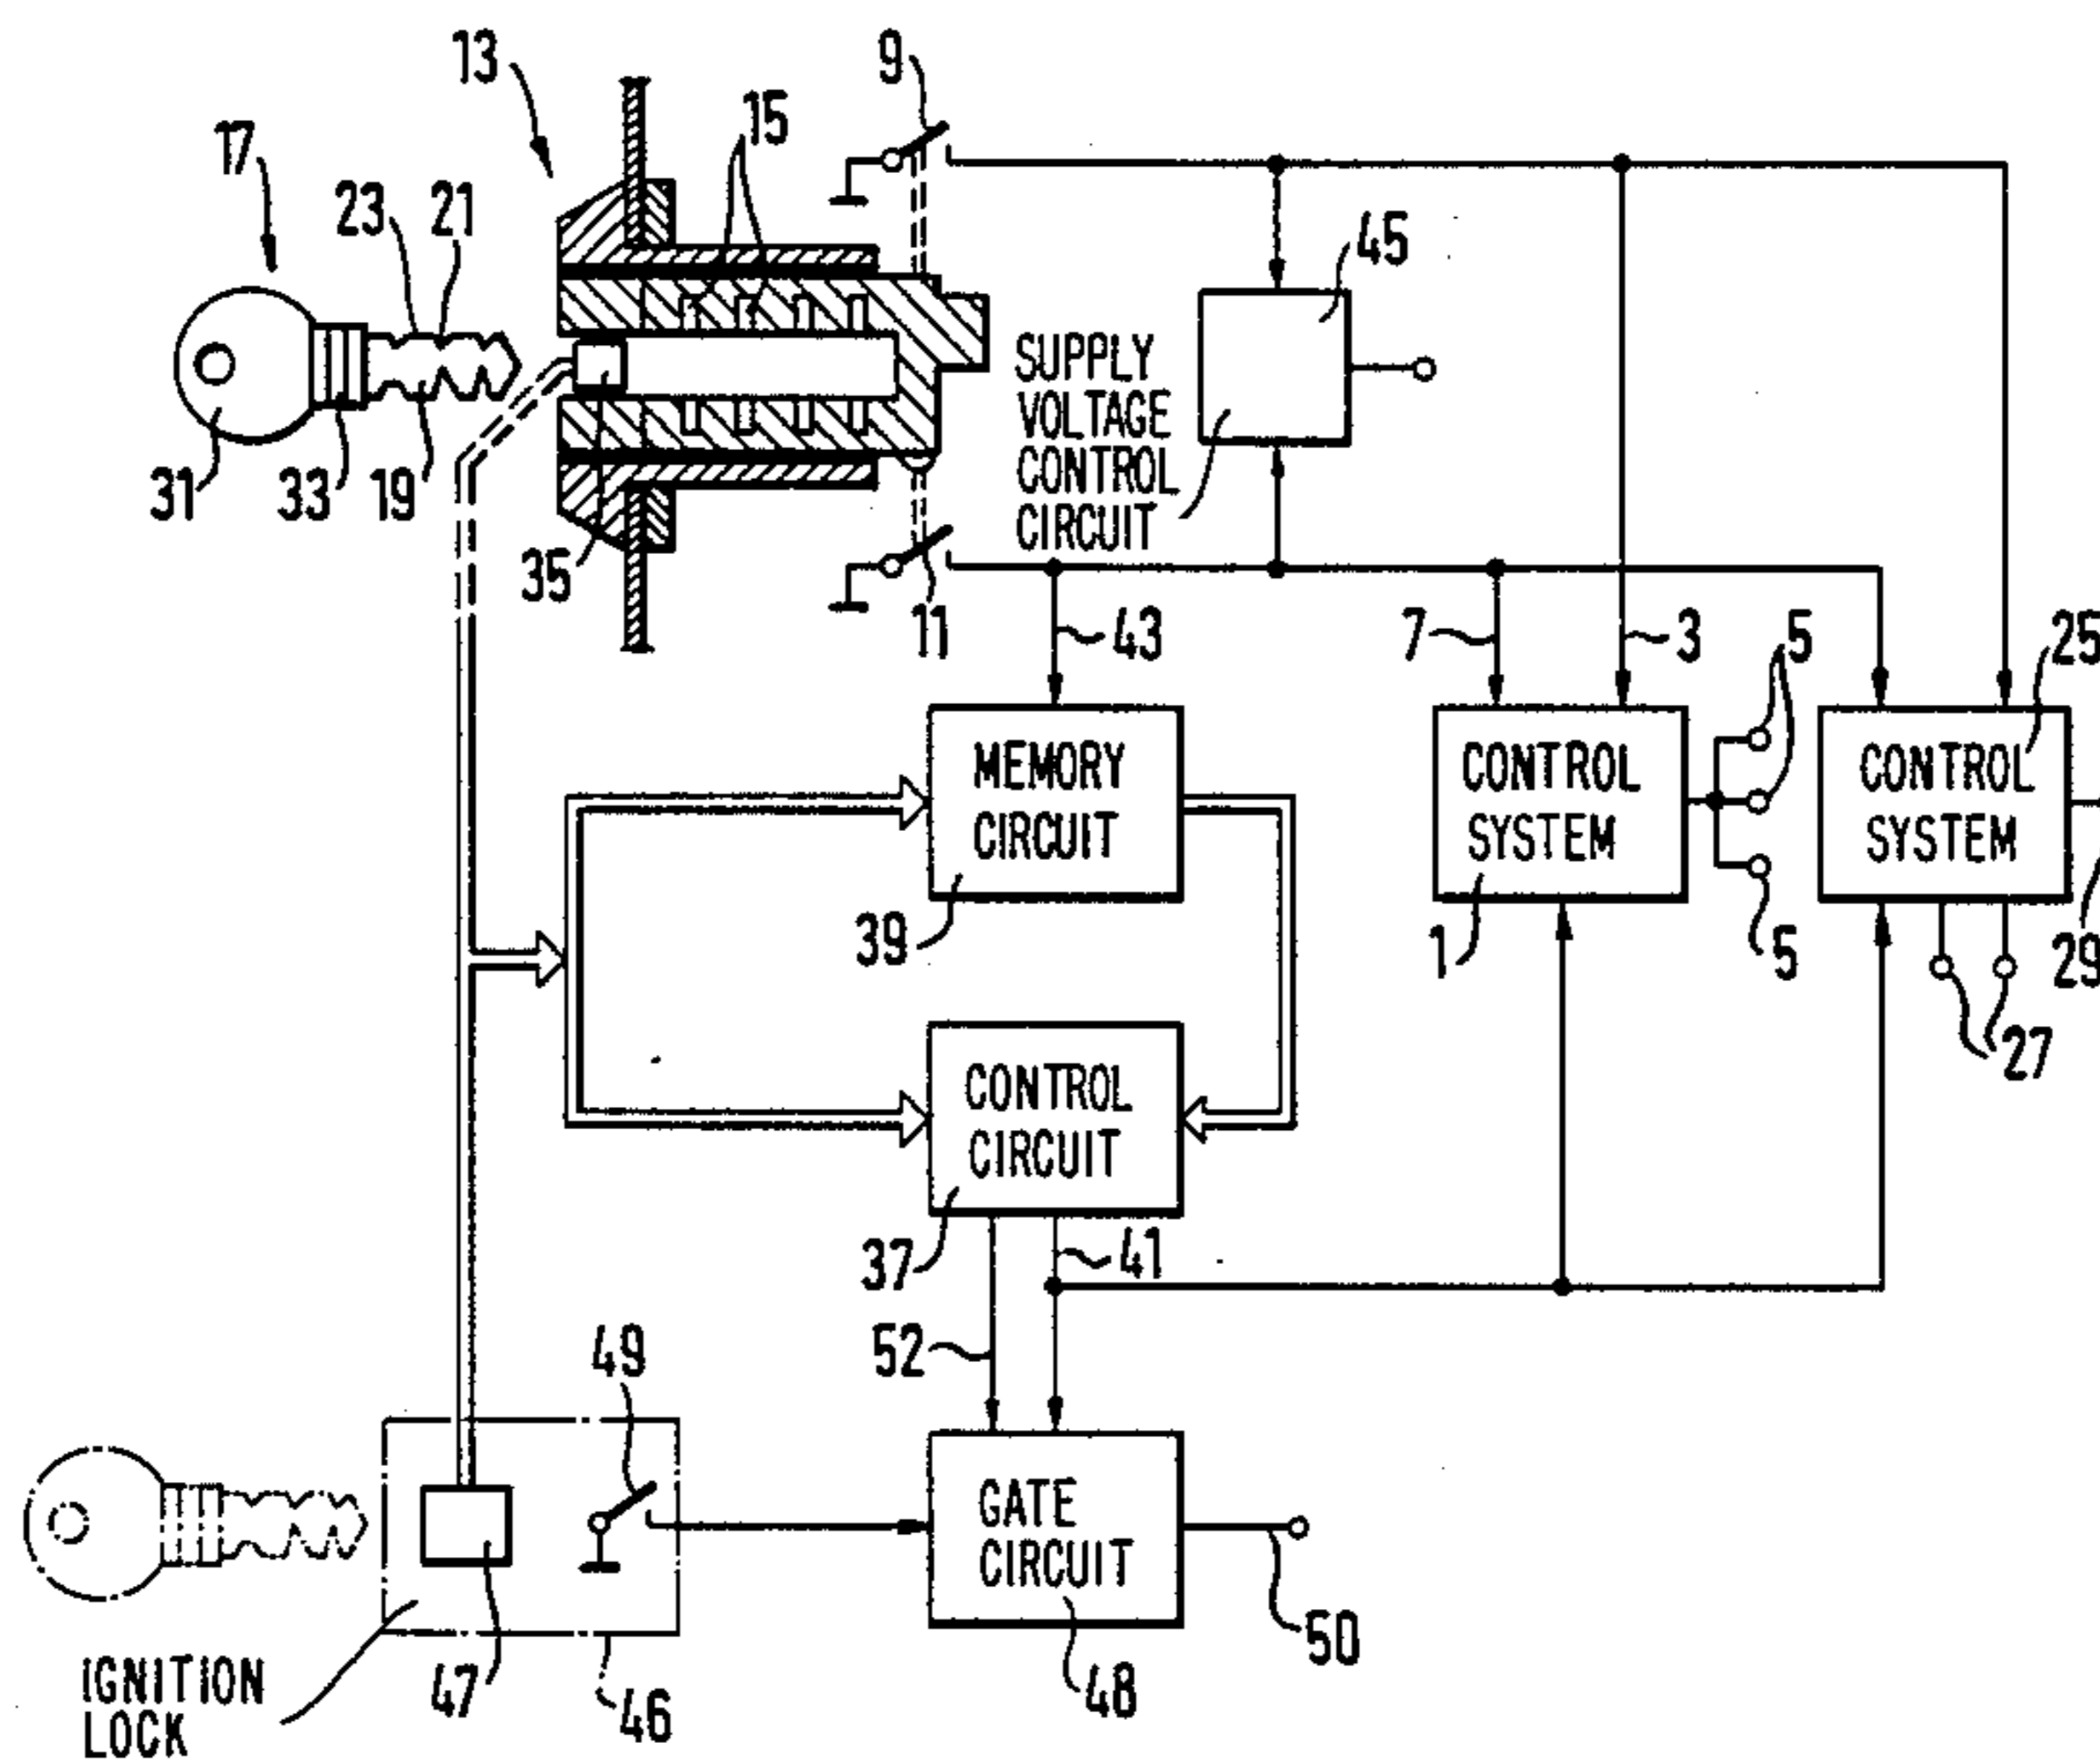 13
9
15
17
23
21
45
SUPPLY
VOLTAGE
CONTROL
CIRCUIT
31
33
19
35
11
43
7
3
5
25
MEMORY
CIRCUIT
CONTROL
SYSTEM
CONTROL
SYSTEM
39
1
5
29
27
CONTROL
CIRCUIT
37
41
52
49
GATE
CIRCUIT
50
IGNITION
LOCK
47
46
48